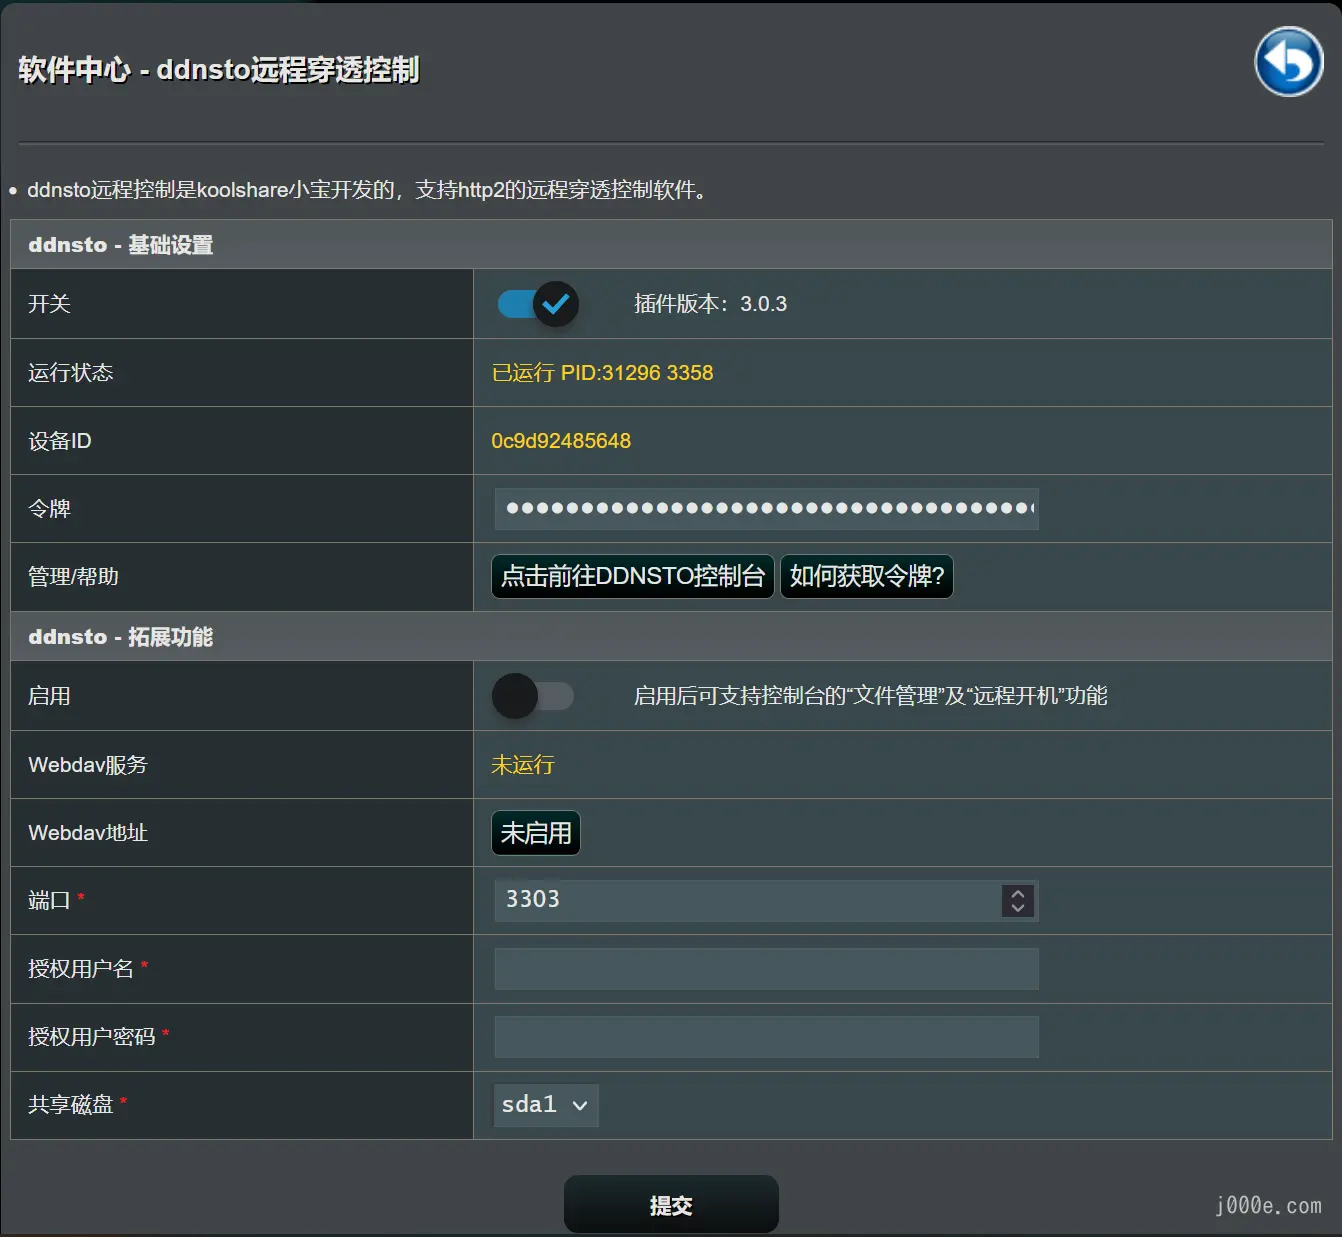 软件中心 - ddnsto远程穿透控制
• ddnsto远程控制是koolshare小宝开发的，支持http2的远程穿透控制软件。
ddnsto - 基础设置
开关 插件版本：3.0.3
运行状态 已运行 PID:31296 3358
设备ID 0c9d92485648
令牌
管理/帮助 点击前往DDNSTO控制台 如何获取令牌?
ddnsto - 拓展功能
启用 启用后可支持控制台的“文件管理”及“远程开机”功能
Webdav服务 未运行
Webdav地址 未启用
端口 * 3303
授权用户名 *
授权用户密码 *
共享磁盘 * sda1
提交
j000e.com